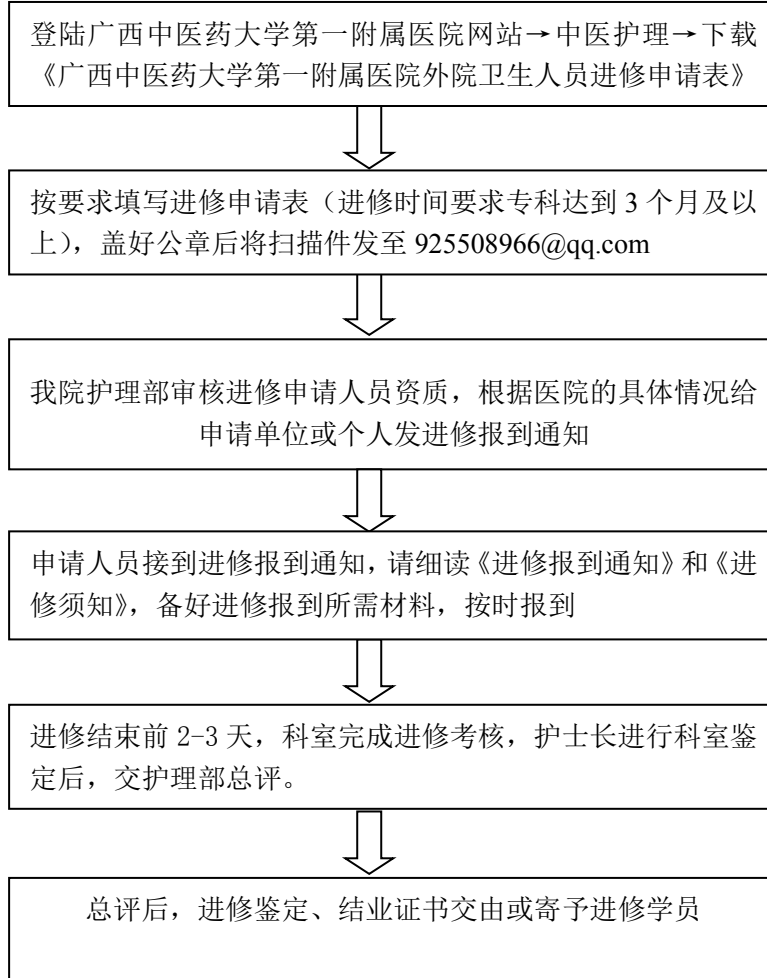 登陆广西中医药大学第一附属医院网站→中医护理→下载
《广西中医药大学第一附属医院外院卫生人员进修申请表》
按要求填写进修申请表（进修时间要求专科达到 3 个月及以
上），盖好公章后将扫描件发至 925508966@qq.com
我院护理部审核进修申请人员资质，根据医院的具体情况给
申请单位或个人发进修报到通知
申请人员接到进修报到通知，请细读《进修报到通知》和《进
修须知》，备好进修报到所需材料，按时报到
进修结束前 2-3 天，科室完成进修考核，护士长进行科室鉴
定后，交护理部总评。
总评后，进修鉴定、结业证书交由或寄予进修学员